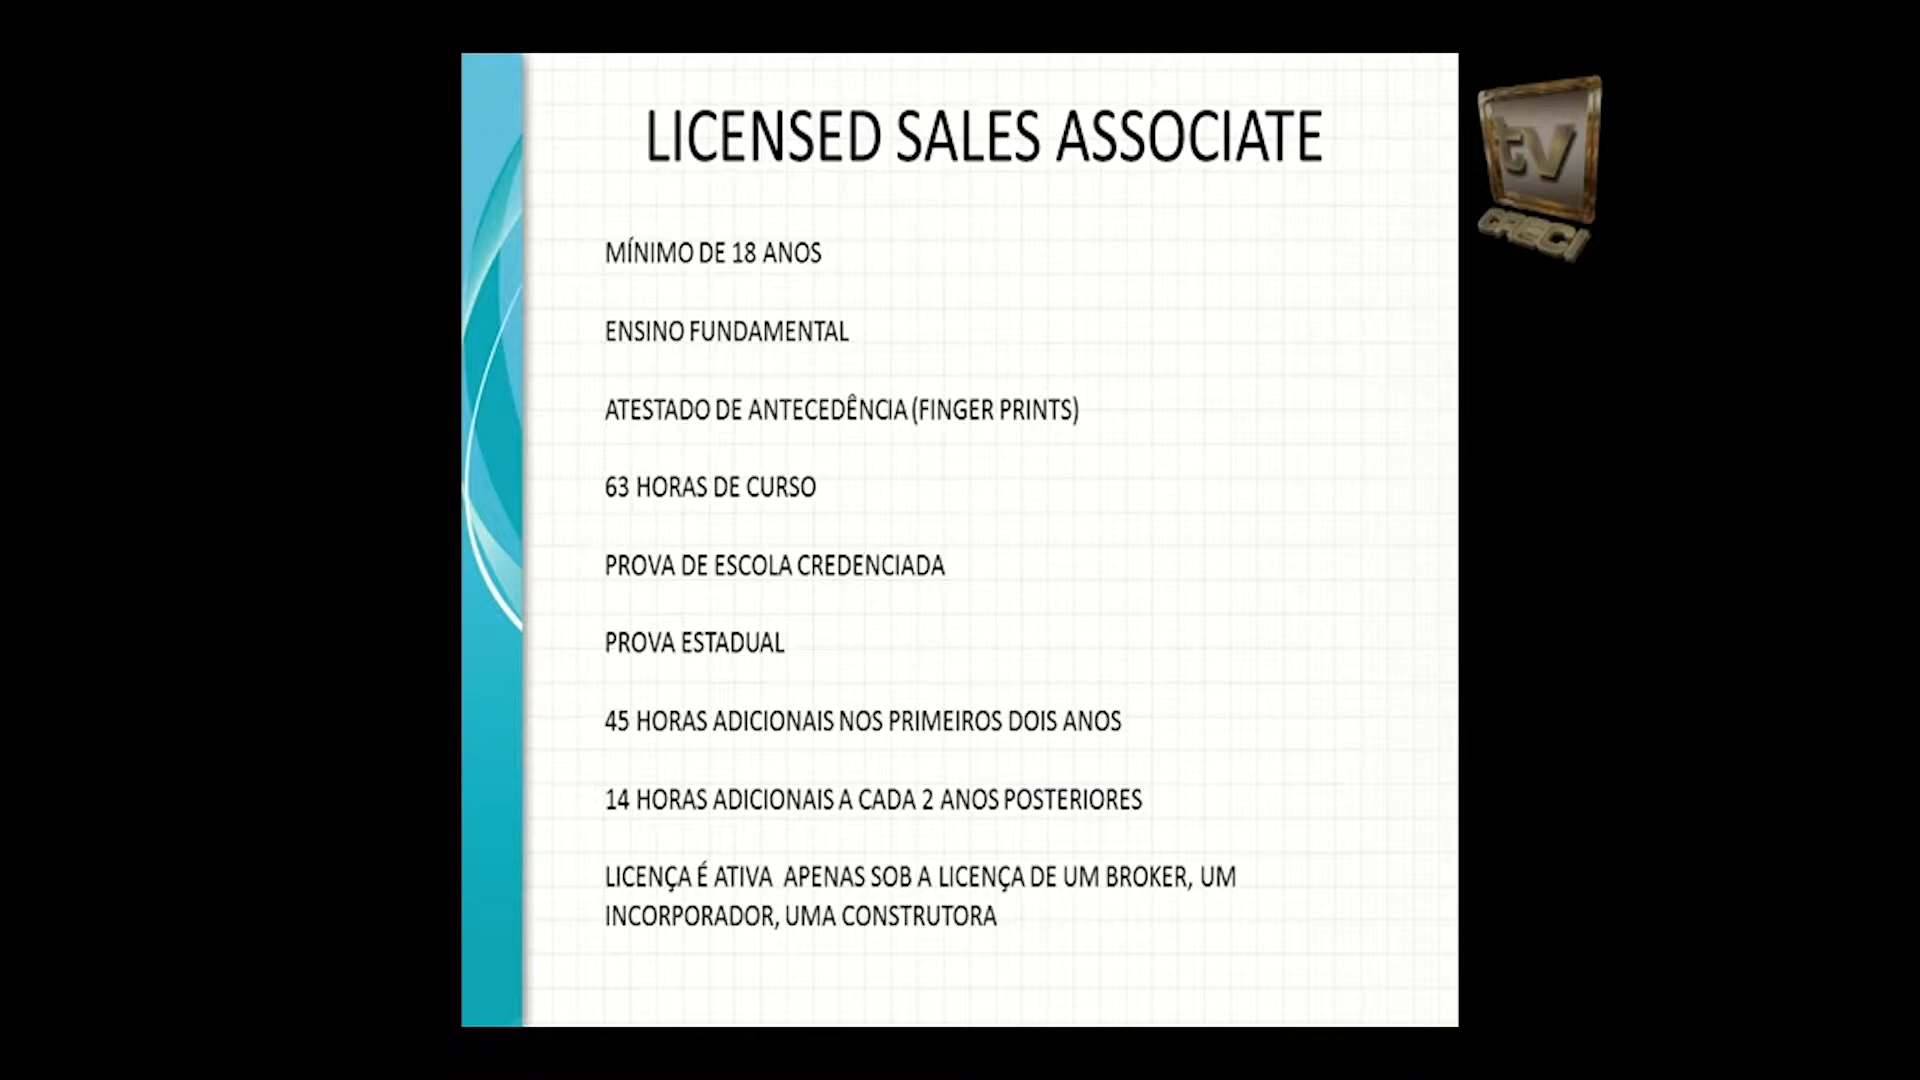 LICENSED SALES ASSOCIATE
MÍNIMO DE 18 ANOS
ENSINO FUNDAMENTAL
ATESTADO DE ANTECEDÊNCIA (FINGER PRINTS)
63 HORAS DE CURSO
PROVA DE ESCOLA CREDENCIADA
PROVA ESTADUAL
45 HORAS ADICIONAIS NOS PRIMEIROS DOIS ANOS
14 HORAS ADICIONAIS A CADA 2 ANOS POSTERIORES
LICENÇA É ATIVA APENAS SOB A LICENÇA DE UM BROKER, UM
INCORPORADOR, UMA CONSTRUTORA
tv
CRECI